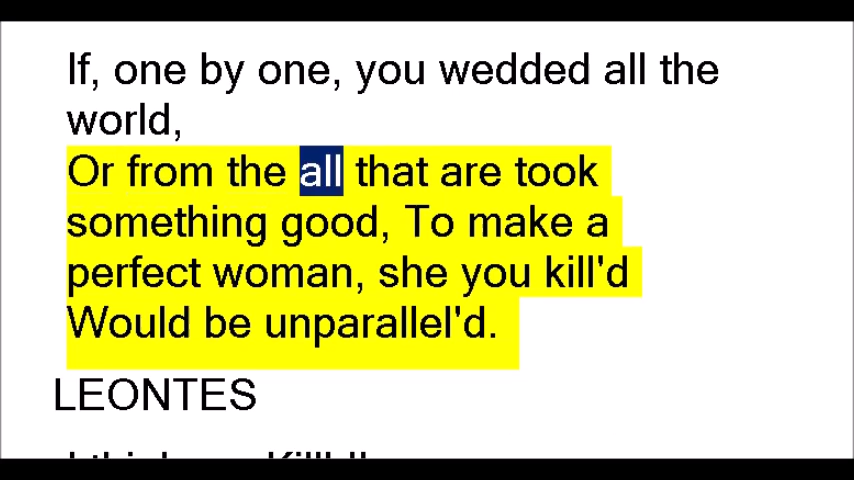 If, one by one, you wedded all the
world,
Or from the all that are took
something good, To make a
perfect woman, she you kill'd
Would be unparallel'd.
LEONTES